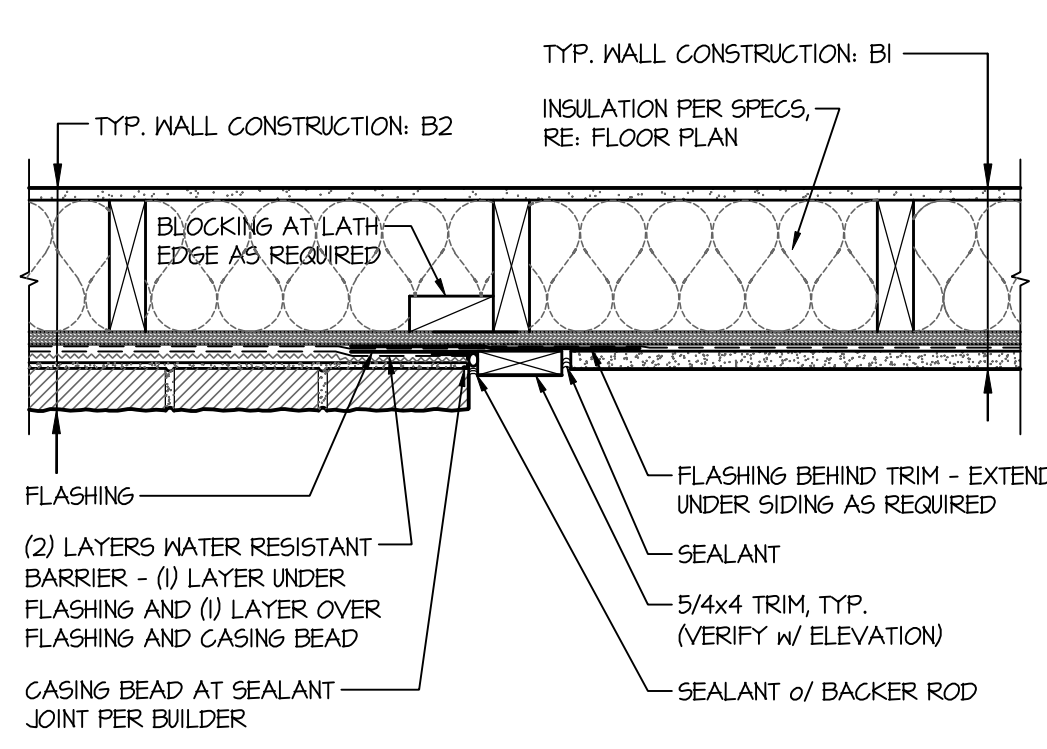 TYP. WALL CONSTRUCTION: B1
INSULATION PER SPECS,
RE: FLOOR PLAN
TYP. WALL CONSTRUCTION: B2
BLOCKING AT LATH
EDGE AS REQUIRED
FLASHING
(2) LAYERS WATER RESISTANT
BARRIER - (1) LAYER UNDER
FLASHING AND (1) LAYER OVER
FLASHING AND CASING BEAD
CASING BEAD AT SEALANT
JOINT PER BUILDER
FLASHING BEHIND TRIM - EXTEND
UNDER SIDING AS REQUIRED
SEALANT
5/4x4 TRIM, TYP.
(VERIFY w/ ELEVATION)
SEALANT o/ BACKER ROD